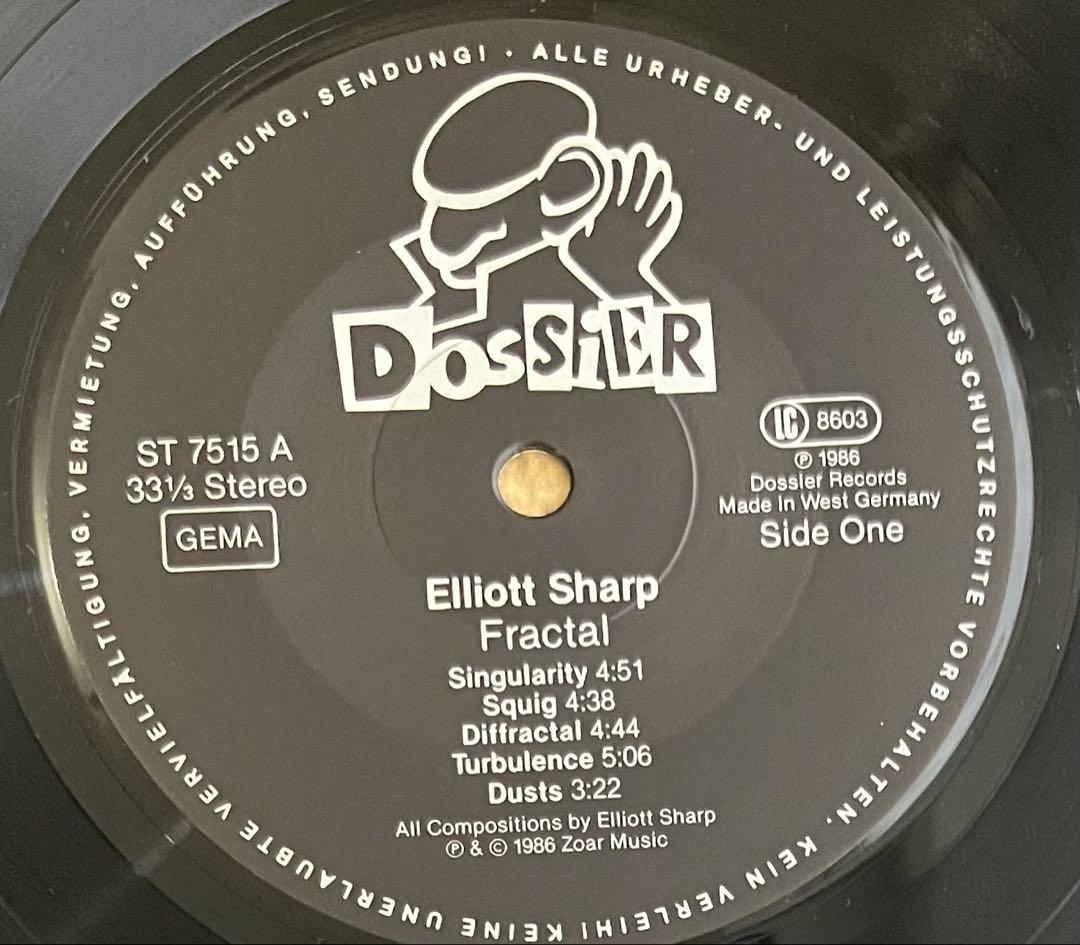 ALLE URHEBER- UND LEISTUNGSSCHUTZRECHTE VORBEHALTEN. · KEIN VERLEIH! KEINE UNERLAUBTE VERVIELFÄLTIGUNG, VERMIETUNG, AUFFÜHRUNG, SENDUNG! ·
DOSSiER
ST 7515 A
33⅓ Stereo
GEMA
LC 8603
℗ 1986
Dossier Records
Made in West Germany
Side One
Elliott Sharp
Fractal
Singularity 4:51
Squig 4:38
Diffractal 4:44
Turbulence 5:06
Dusts 3:22
All Compositions by Elliott Sharp
℗ & © 1986 Zoar Music